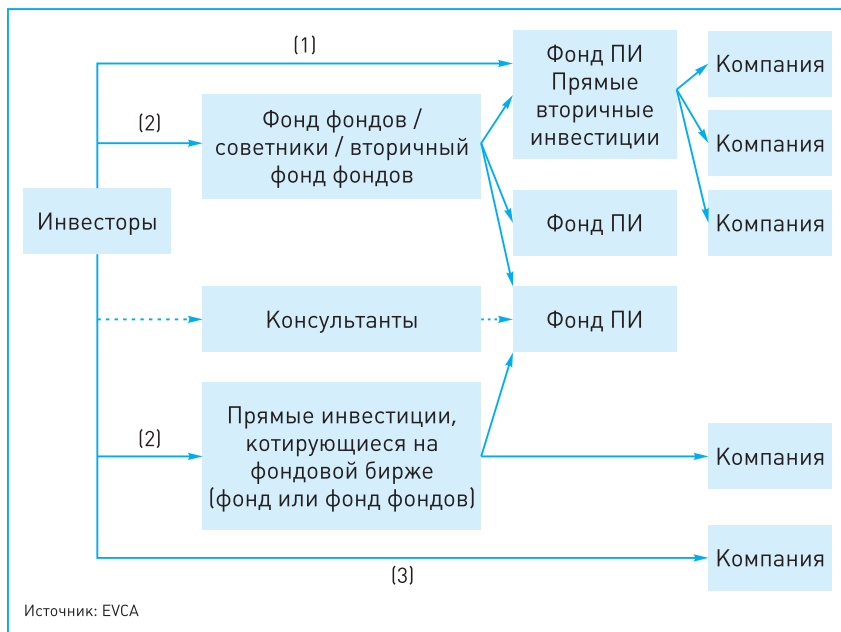 (1)
Фонд ПИ
Прямые
вторичные
инвестиции
Компания
(2)
Фонд фондов /
советники / вторичный
фонд фондов
Компания
Инвесторы
Фонд ПИ
Компания
Консультанты
Фонд ПИ
(2)
Прямые инвестиции,
котирующиеся на
фондовой бирже
(фонд или фонд фондов)
Компания
Компания
(3)
Источник: EVCA